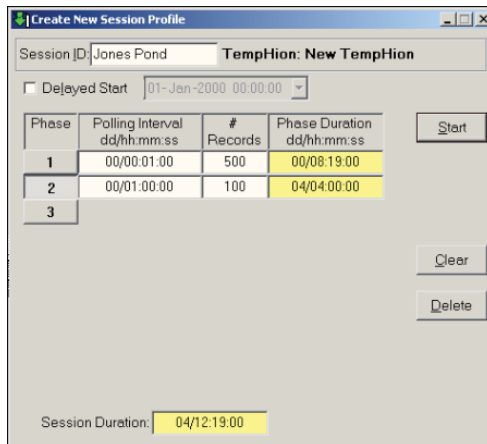 Create New Session Profile
Session ID: Jones Pond TempHion: New TempHion
Delayed Start 01-Jan-2000 00:00:00
Phase Polling Interval dd/hh:mm:ss # Records Phase Duration dd/hh:mm:ss
Start
1 00/00:01:00 500 00/08:19:00
2 00/01:00:00 100 04/04:00:00
3
Clear
Delete
Session Duration: 04/12:19:00